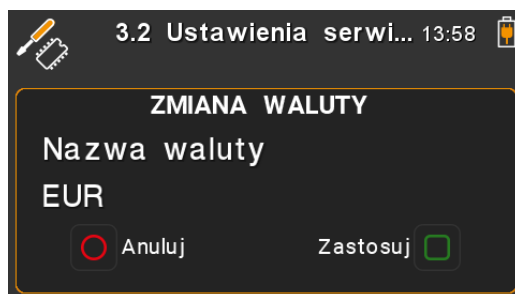 3.2 Ustawienia serwi... 13:58
ZMIANA WALUTY
Nazwa waluty
EUR
Anuluj Zastosuj